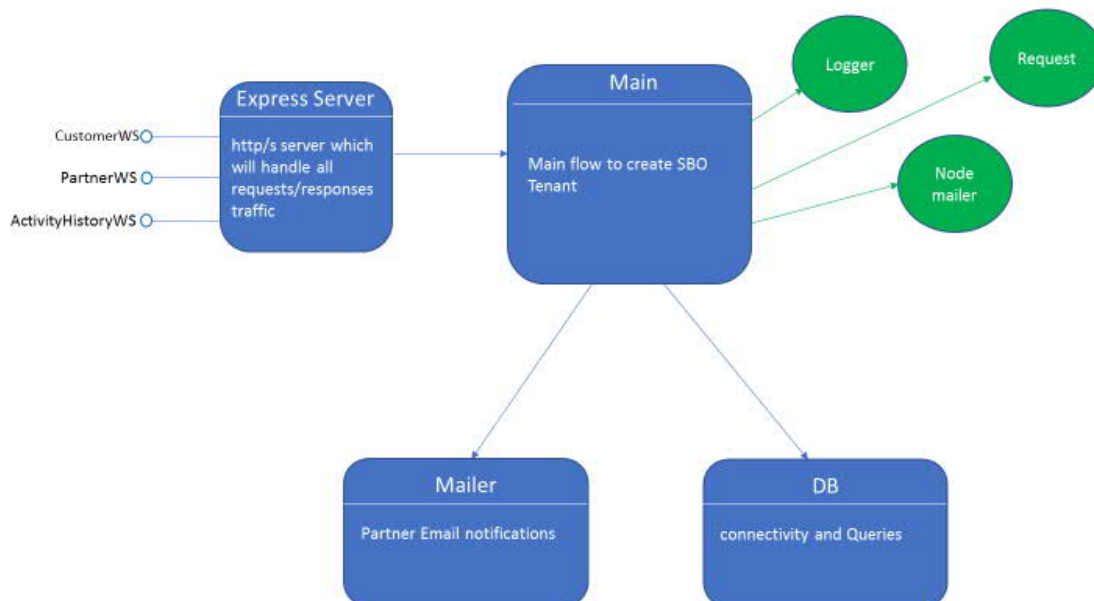 Logger
Request
Main
Express Server
CustomerWS
http/s server which
will handle all
requests/responses
traffic
PartnerWS
ActivityHistoryWS
Main flow to create SBO
Tenant
Node
mailer
Mailer
Partner Email notifications
DB
connectivity and Queries